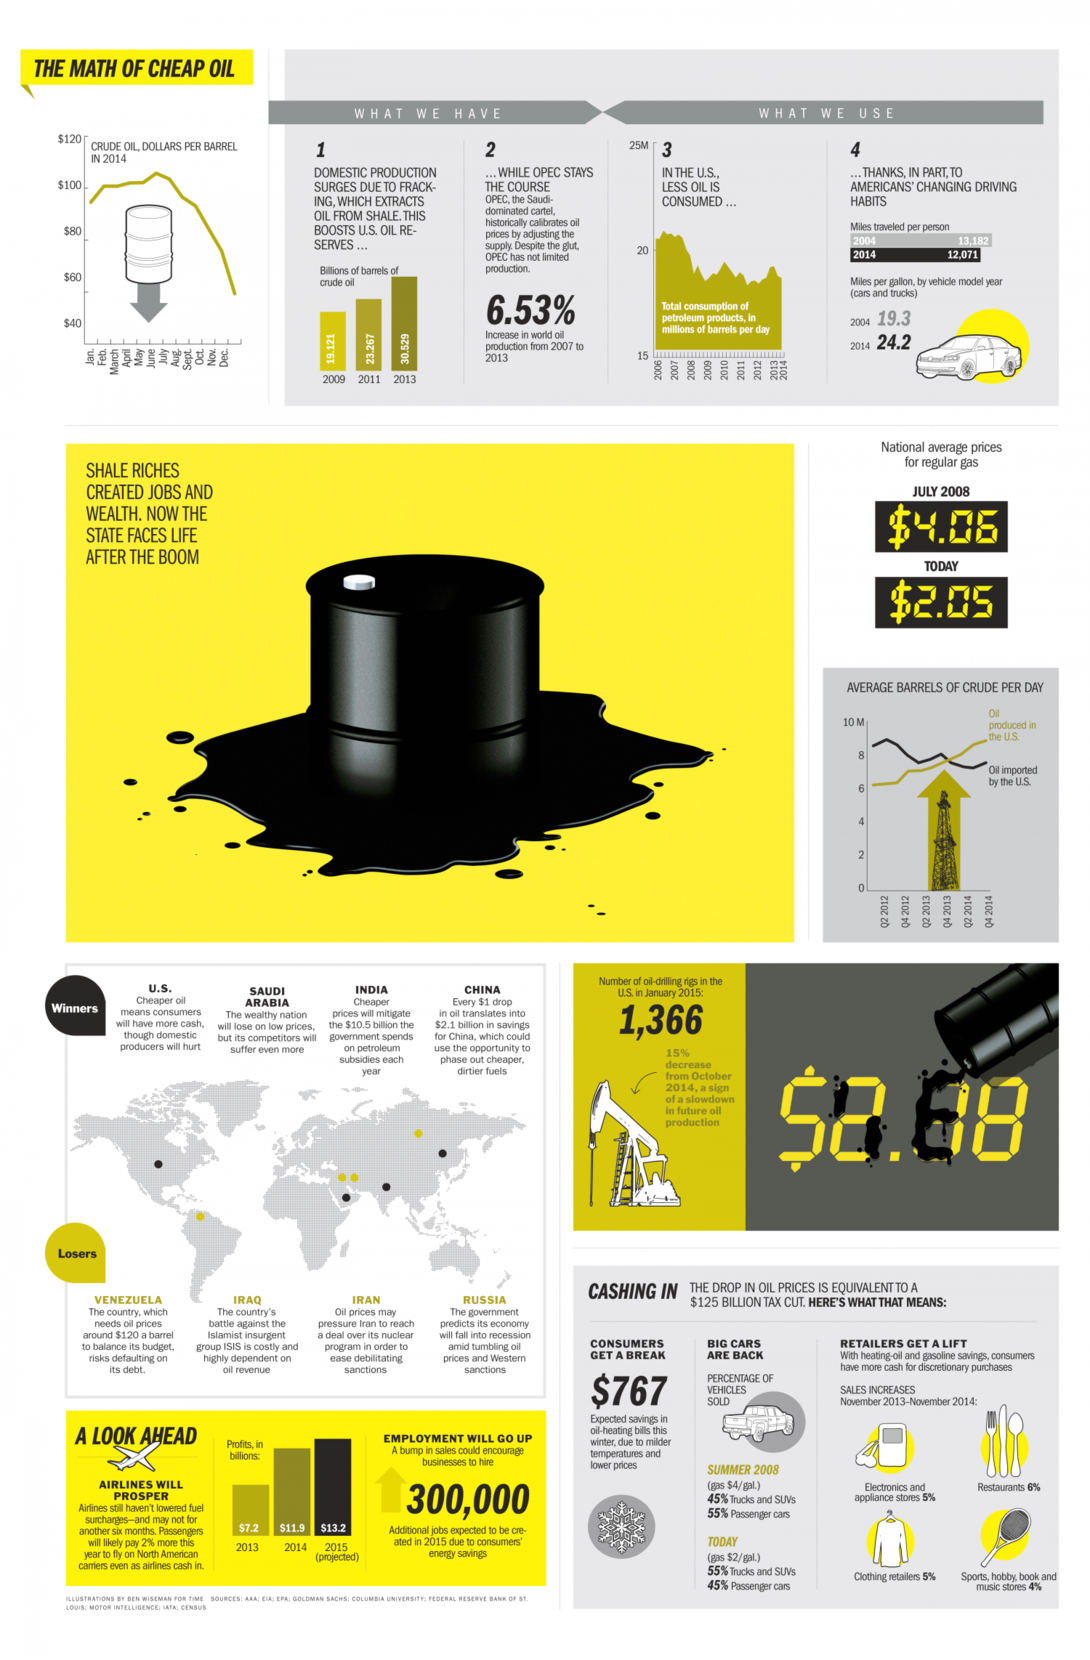 THE MATH OF CHEAP OIL
$120
$100
$80
$60
$40
CRUDE OIL, DOLLARS PER BARREL
IN 2014
Jan.
Feb.
March
April
May
June
July
Aug.
Sept.
Oct.
Nov.
Dec.
WHAT WE HAVE
WHAT WE USE
1
DOMESTIC PRODUCTION
SURGES DUE TO FRACK-
ING, WHICH EXTRACTS
OIL FROM SHALE. THIS
BOOSTS U.S. OIL RE-
SERVES ...
Billions of barrels of
crude oil
19.121
23.267
30.529
2009
2011
2013
2
... WHILE OPEC STAYS
THE COURSE
OPEC, the Saudi-
dominated cartel,
historically calibrates oil
prices by adjusting the
supply. Despite the glut,
OPEC has not limited
production.
6.53%
Increase in world oil
production from 2007 to
2013
25M
20
15
3
IN THE U.S.,
LESS OIL IS
CONSUMED ...
Total consumption of
petroleum products, in
millions of barrels per day
2006
2007
2008
2009
2010
2011
2012
2013
2014
4
... THANKS, IN PART, TO
AMERICANS' CHANGING DRIVING
HABITS
Miles traveled per person
2004 13,182
2014 12,071
Miles per gallon, by vehicle model year
(cars and trucks)
2004 19.3
2014 24.2
SHALE RICHES
CREATED JOBS AND
WEALTH. NOW THE
STATE FACES LIFE
AFTER THE BOOM
National average prices
for regular gas
JULY 2008
$4.06
TODAY
$2.05
AVERAGE BARRELS OF CRUDE PER DAY
10 M
8
6
4
2
0
Oil
produced in
the U.S.
Oil imported
by the U.S.
Q2 2012
Q4 2012
Q2 2013
Q4 2013
Q2 2014
Q4 2014
Winners
U.S.
Cheaper oil
means consumers
will have more cash,
though domestic
producers will hurt
SAUDI
ARABIA
The wealthy nation
will lose on low prices,
but its competitors will
suffer even more
INDIA
Cheaper
prices will mitigate
the $10.5 billion the
government spends
on petroleum
subsidies each
year
CHINA
Every $1 drop
in oil translates into
$2.1 billion in savings
for China, which could
use the opportunity to
phase out cheaper,
dirtier fuels
Losers
VENEZUELA
The country, which
needs oil prices
around $120 a barrel
to balance its budget,
risks defaulting on
its debt.
IRAQ
The country's
battle against the
Islamist insurgent
group ISIS is costly and
highly dependent on
oil revenue
IRAN
Oil prices may
pressure Iran to reach
a deal over its nuclear
program in order to
ease debilitating
sanctions
RUSSIA
The government
predicts its economy
will fall into recession
amid tumbling oil
prices and Western
sanctions
Number of oil-drilling rigs in the
U.S. in January 2015:
1,366
15%
decrease
from October
2014, a sign
of a slowdown
in future oil
production
CASHING IN THE DROP IN OIL PRICES IS EQUIVALENT TO A
$125 BILLION TAX CUT. HERE'S WHAT THAT MEANS:
CONSUMERS
GET A BREAK
$767
Expected savings in
oil-heating bills this
winter, due to milder
temperatures and
lower prices
BIG CARS
ARE BACK
PERCENTAGE OF
VEHICLES
SOLD
SUMMER 2008
(gas $4/gal.)
45% Trucks and SUVs
55% Passenger cars
TODAY
(gas $2/gal.)
55% Trucks and SUVs
45% Passenger cars
RETAILERS GET A LIFT
With heating-oil and gasoline savings, consumers
have more cash for discretionary purchases
SALES INCREASES
November 2013–November 2014:
Electronics and
appliance stores 5%
Restaurants 6%
Clothing retailers 5%
Sports, hobby, book and
music stores 4%
A LOOK AHEAD
AIRLINES WILL
PROSPER
Airlines still haven't lowered fuel
surcharges—and may not for
another six months. Passengers
will likely pay 2% more this
year to fly on North American
carriers even as airlines cash in.
Profits, in
billions:
$7.2
$11.9
$13.2
2013
2014
2015
(projected)
EMPLOYMENT WILL GO UP
A bump in sales could encourage
businesses to hire
300,000
Additional jobs expected to be cre-
ated in 2015 due to consumers'
energy savings
ILLUSTRATIONS BY BEN WISEMAN FOR TIME SOURCES: AAA; EIA; EPA; GOLDMAN SACHS; COLUMBIA UNIVERSITY; FEDERAL RESERVE BANK OF ST.
LOUIS; MOTOR INTELLIGENCE; IATA; CENSUS